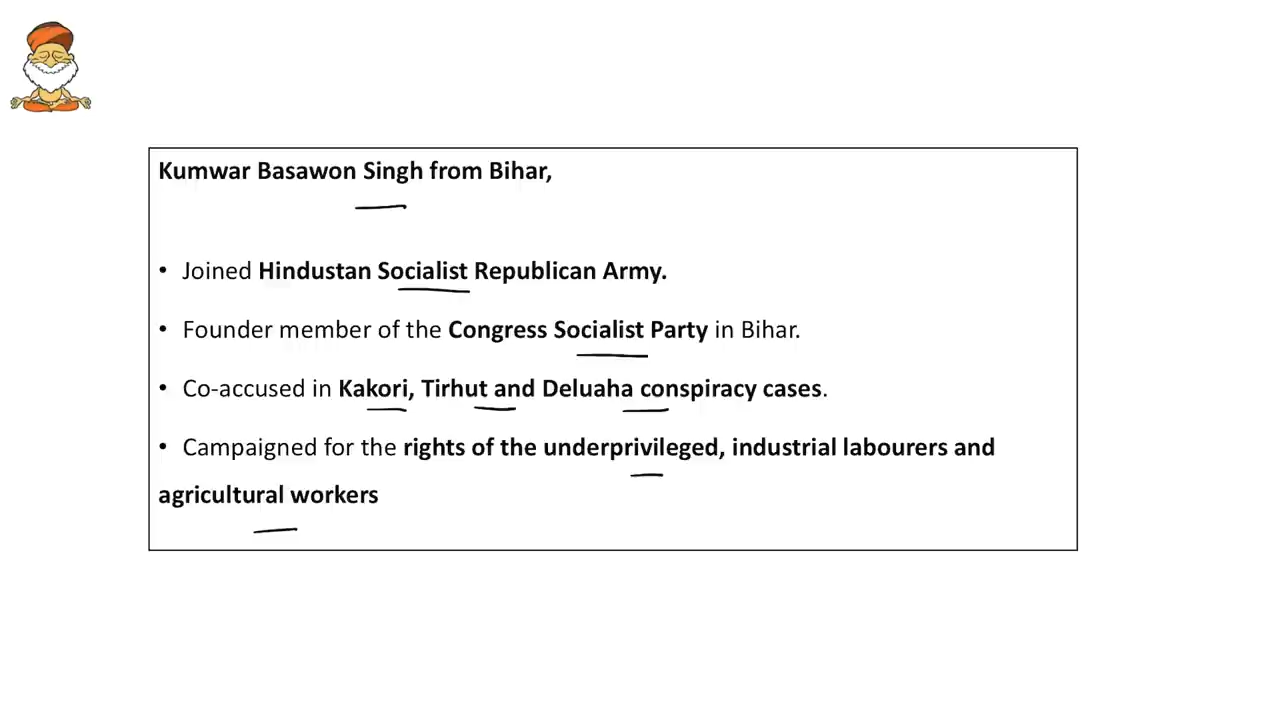 Kumwar Basawon Singh from Bihar,
• Joined Hindustan Socialist Republican Army.
• Founder member of the Congress Socialist Party in Bihar.
• Co-accused in Kakori, Tirhut and Deluaha conspiracy cases.
• Campaigned for the rights of the underprivileged, industrial labourers and
agricultural workers